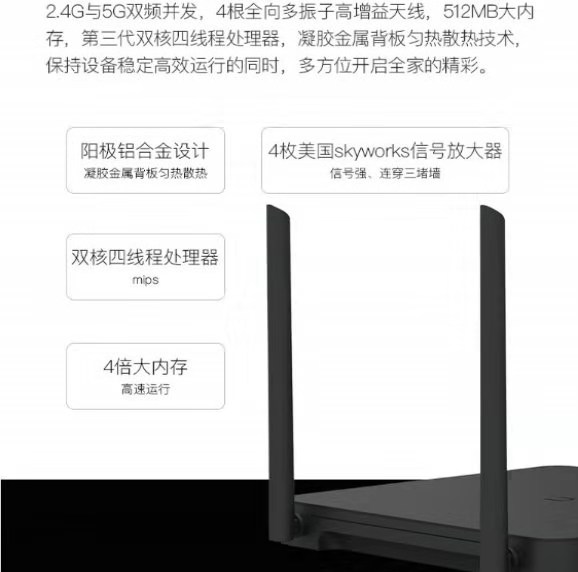 2.4G与5G双频并发，4根全向多振子高增益天线，512MB大内
存，第三代双核四线程处理器，凝胶金属背板匀热散热技术，
保持设备稳定高效运行的同时，多方位开启全家的精彩。
阳极铝合金设计
凝胶金属背板匀热散热
4枚美国skyworks信号放大器
信号强、连穿三堵墙
双核四线程处理器
mips
4倍大内存
高速运行